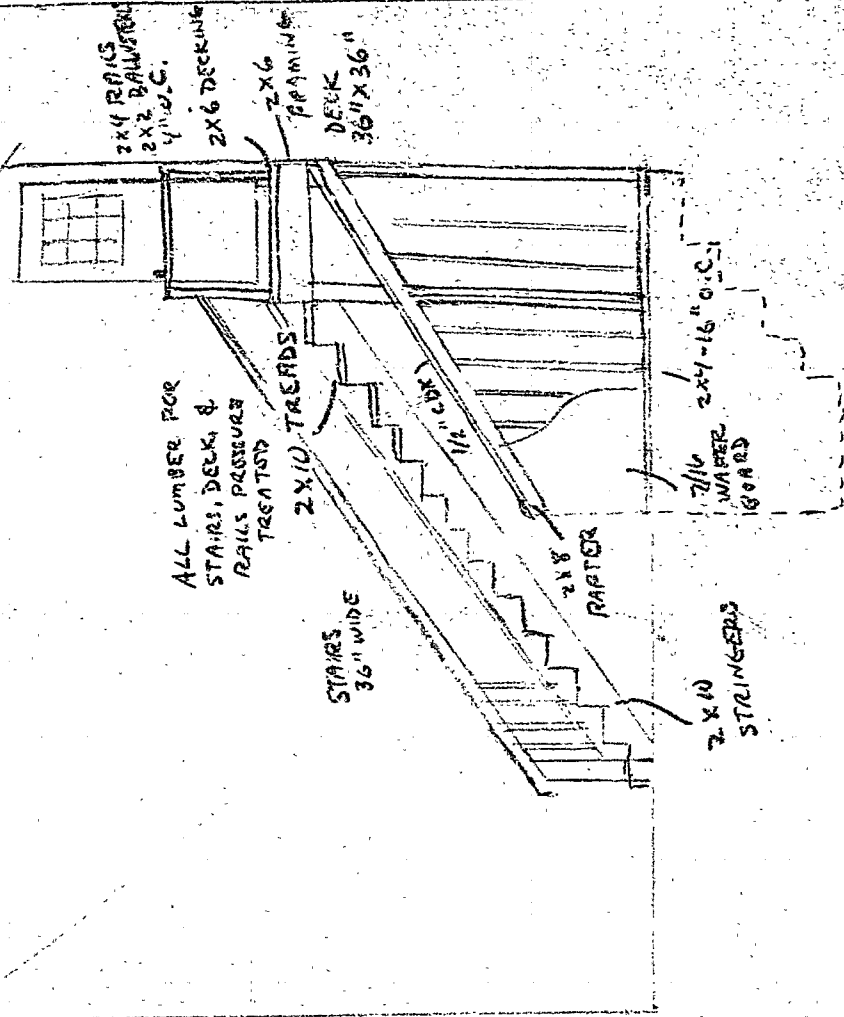 2X4 RAILS
2X2 BALLUSTERS
4" O.C.
2X6 DECKING
2X6
FRAMING
DECK
36"X36"
ALL LUMBER FOR
STAIRS, DECK, &
RAILS PRESSURE
TREATED
2X10 TREADS
1/2" CDX
STAIRS
36" WIDE
2X8
RAFTER
2X4-16" O.C.
7/16
WAFER
BOARD
2X10
STRINGERS